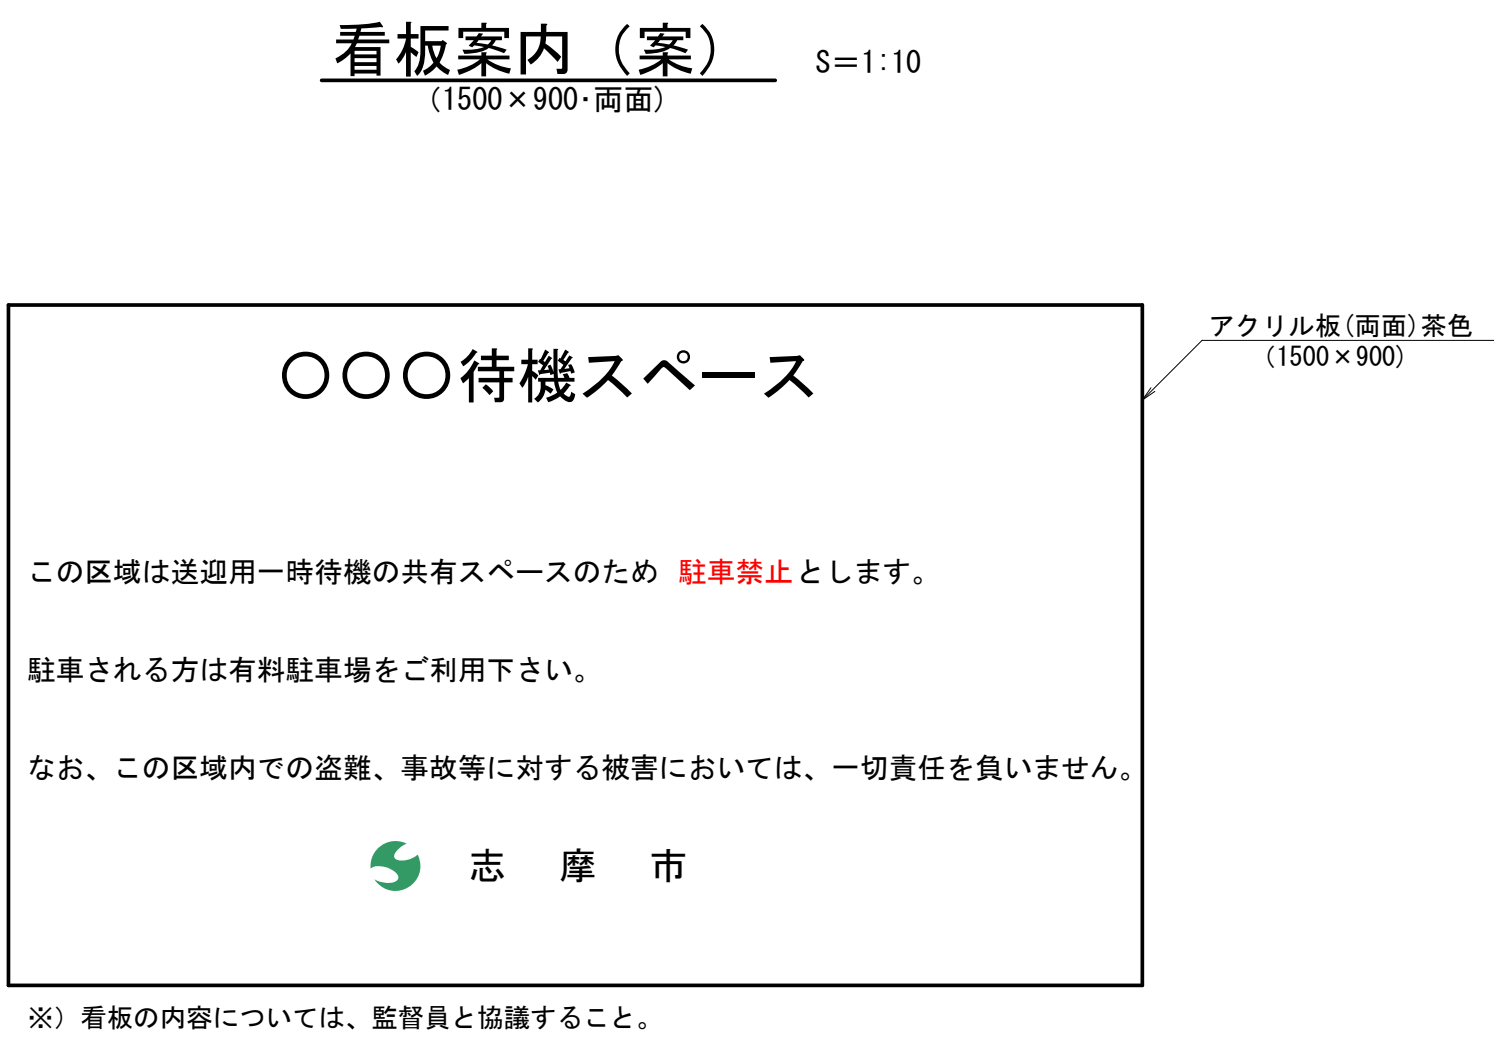 看板案内（案） S＝1:10
(1500×900・両面)
アクリル板(両面)茶色
(1500×900)
○○○待機スペース
この区域は送迎用一時待機の共有スペースのため 駐車禁止とします。
駐車される方は有料駐車場をご利用下さい。
なお、この区域内での盗難、事故等に対する被害においては、一切責任を負いません。
志 摩 市
※）看板の内容については、監督員と協議すること。